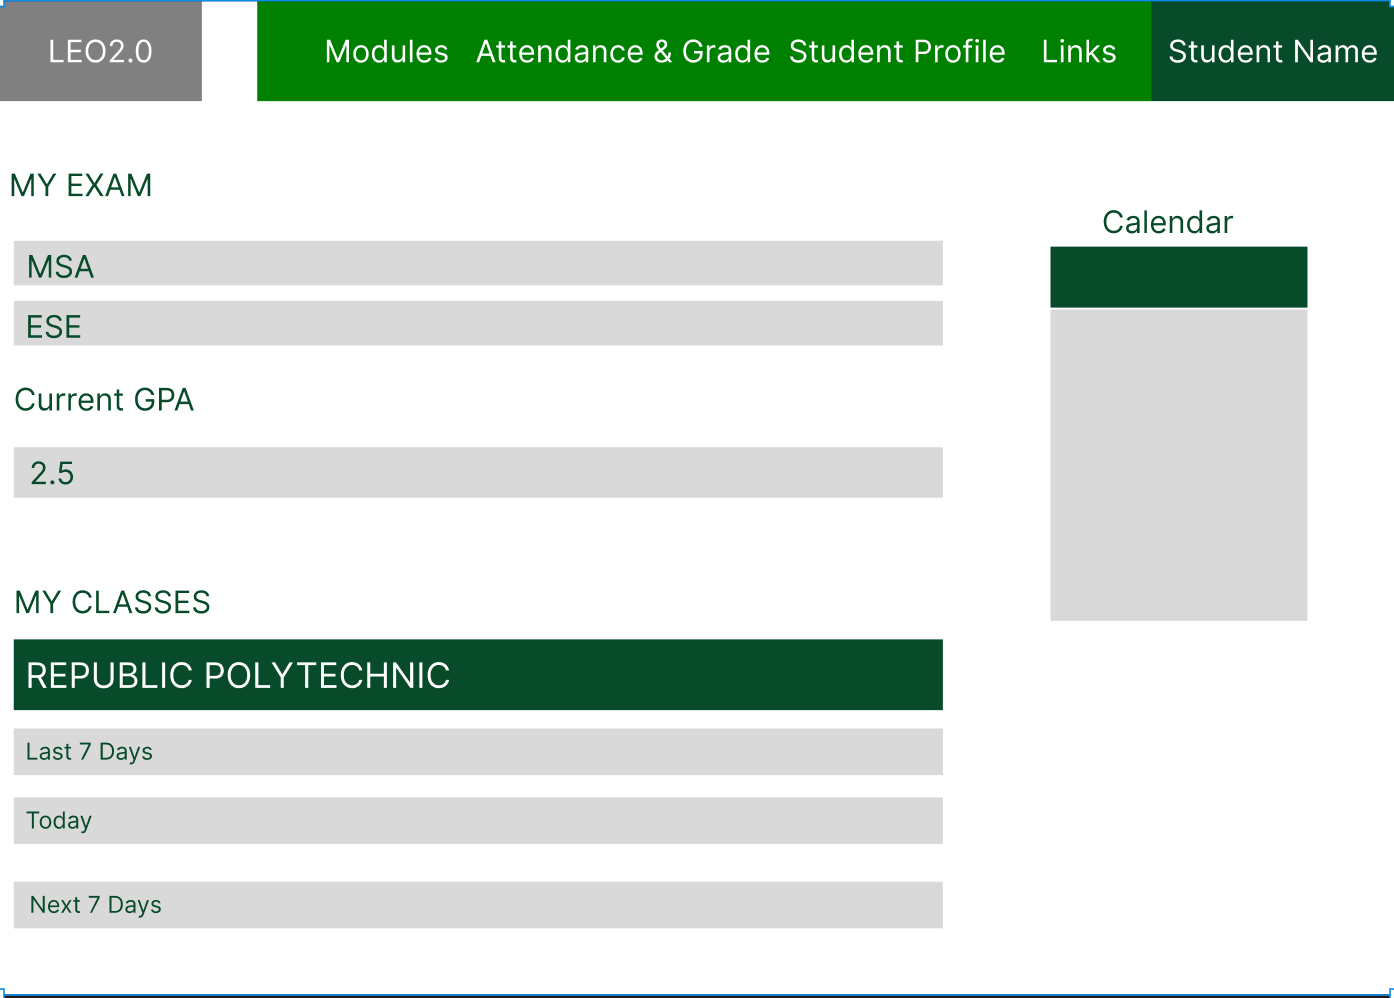 LEO2.0
Modules Attendance & Grade Student Profile Links Student Name
MY EXAM
Calendar
MSA
ESE
Current GPA
2.5
MY CLASSES
REPUBLIC POLYTECHNIC
Last 7 Days
Today
Next 7 Days